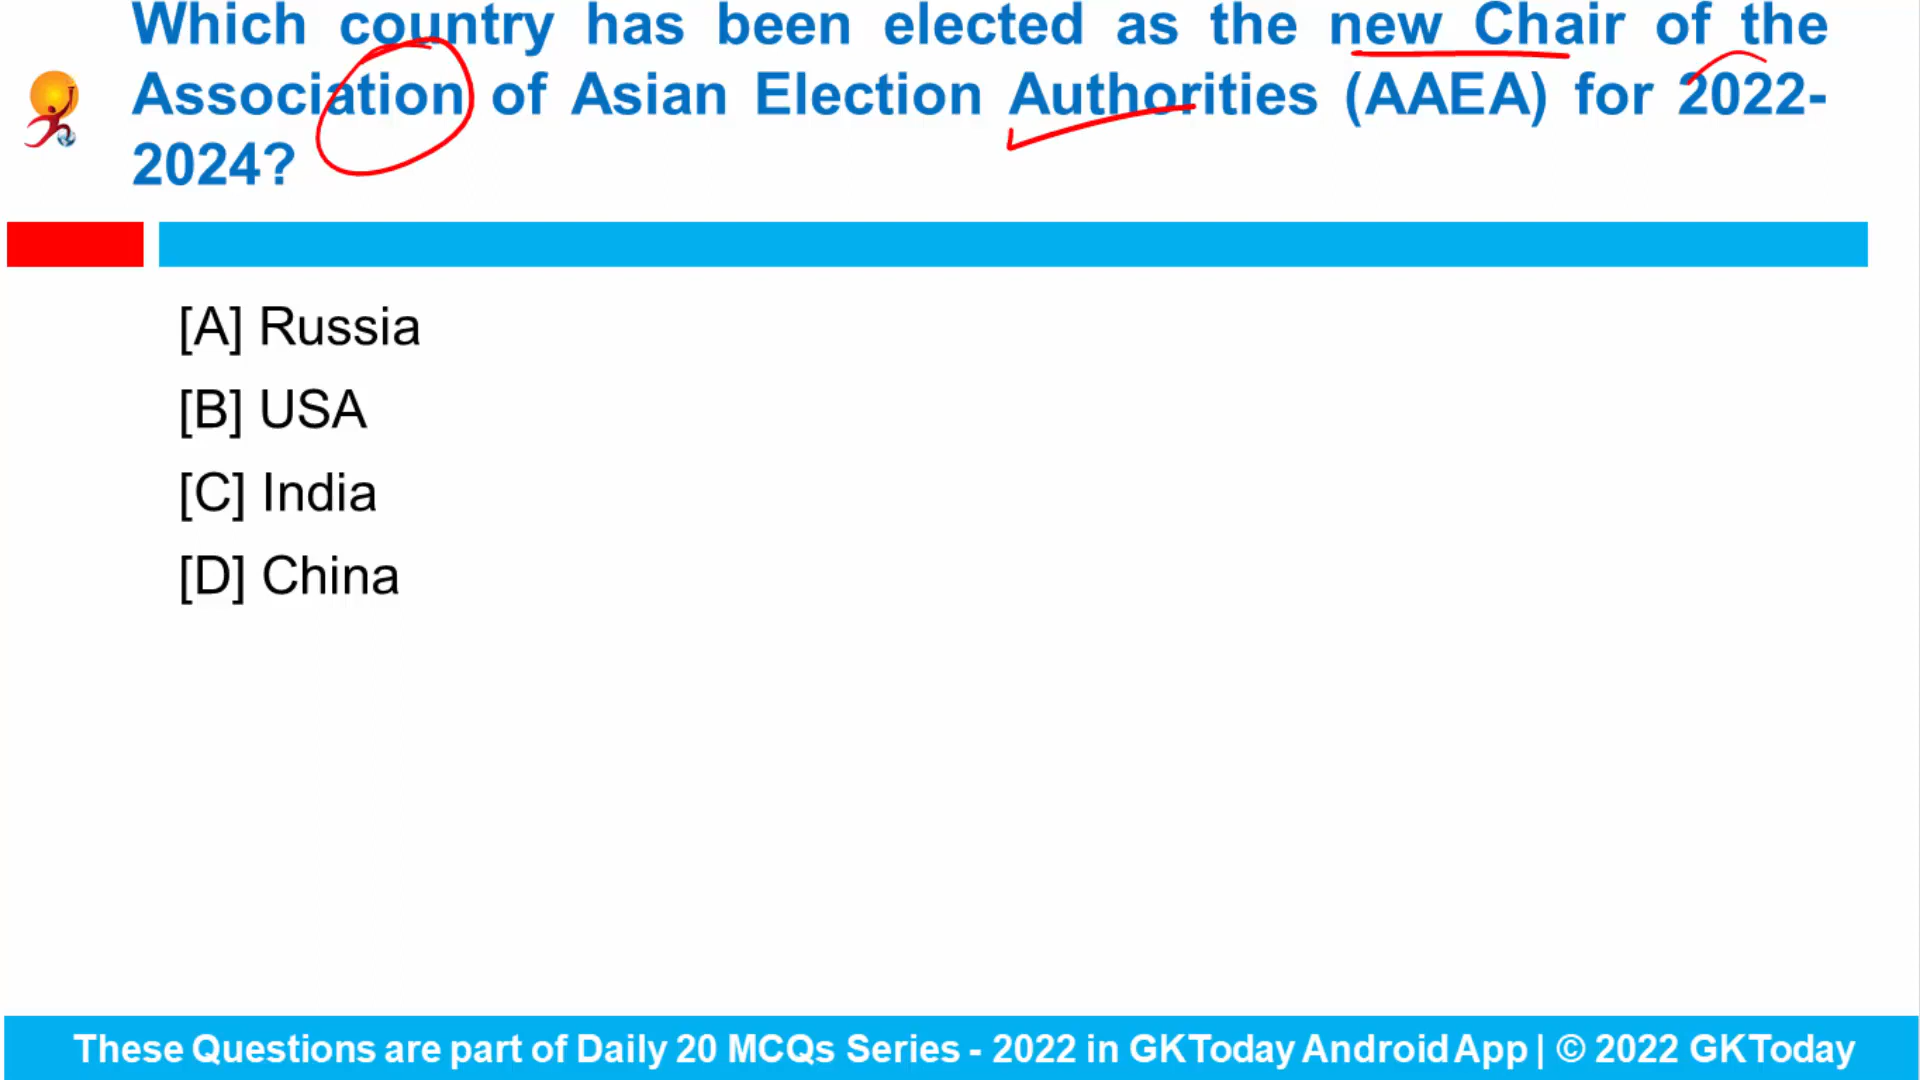 Which country has been elected as the new Chair of the
Association of Asian Election Authorities (AAEA) for 2022-
2024?
[A] Russia
[B] USA
[C] India
[D] China
These Questions are part of Daily 20 MCQs Series - 2022 in GKToday Android App | © 2022 GKToday